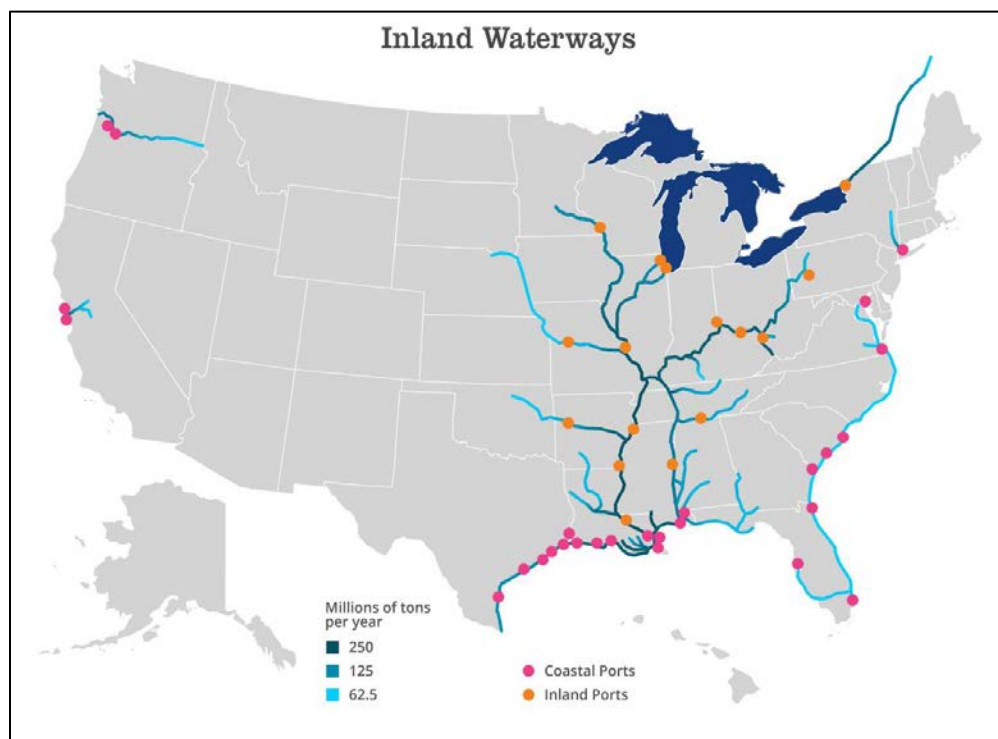 Inland Waterways
Millions of tons
per year
250
125
62.5
Coastal Ports
Inland Ports